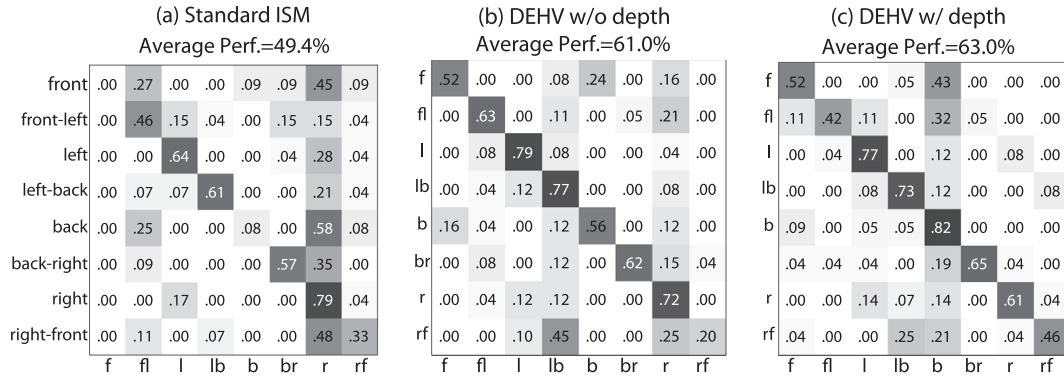 (a) Standard ISM
Average Perf.=49.4%
front .00 .27 .00 .00 .09 .09 .45 .09
front-left .00 .46 .15 .04 .00 .15 .15 .04
left .00 .00 .64 .00 .00 .04 .28 .04
left-back .00 .07 .07 .61 .00 .00 .21 .04
back .00 .25 .00 .00 .08 .00 .58 .08
back-right .00 .09 .00 .00 .00 .57 .35 .00
right .00 .00 .17 .00 .00 .00 .79 .04
right-front .00 .11 .00 .07 .00 .00 .48 .33
f fl l lb b br r rf
(b) DEHV w/o depth
Average Perf.=61.0%
f .52 .00 .00 .08 .24 .00 .16 .00
fl .00 .63 .00 .11 .00 .05 .21 .00
l .00 .08 .79 .08 .00 .00 .04 .00
lb .00 .04 .12 .77 .00 .00 .08 .00
b .16 .04 .00 .12 .56 .00 .12 .00
br .00 .08 .00 .12 .00 .62 .15 .04
r .00 .04 .12 .12 .00 .00 .72 .00
rf .00 .00 .10 .45 .00 .00 .25 .20
f fl l lb b br r rf
(c) DEHV w/ depth
Average Perf.=63.0%
f .52 .00 .00 .05 .43 .00 .00 .00
fl .11 .42 .11 .00 .32 .05 .00 .00
l .00 .04 .77 .00 .12 .00 .08 .00
lb .00 .00 .08 .73 .12 .00 .00 .08
b .09 .00 .05 .05 .82 .00 .00 .00
.04 .04 .04 .00 .19 .65 .04 .00
r .00 .00 .14 .07 .14 .00 .61 .04
rf .04 .00 .00 .25 .21 .00 .04 .46
f fl l lb b br r rf